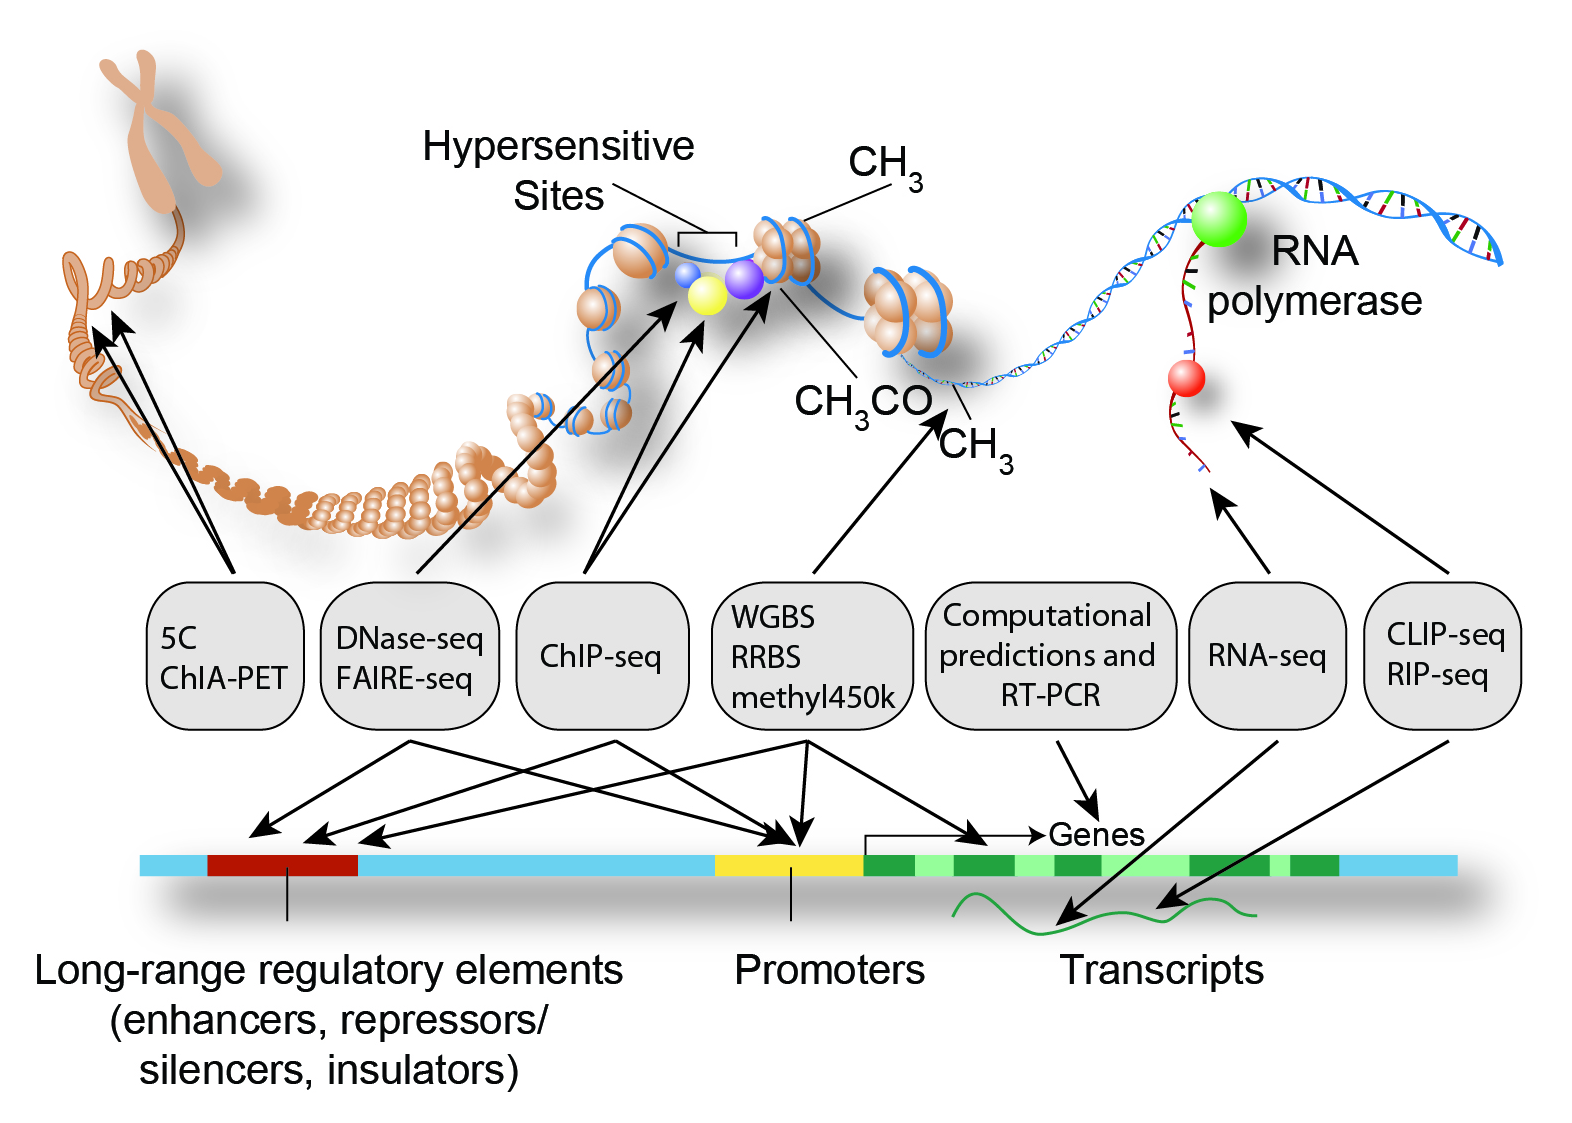 Hypersensitive
Sites
CH3
RNA
polymerase
CH3CO
CH3
5C
ChIA-PET
DNase-seq
FAIRE-seq
ChIP-seq
WGBS
RRBS
methyl450k
Computational
predictions and
RT-PCR
RNA-seq
CLIP-seq
RIP-seq
Genes
Long-range regulatory elements
(enhancers, repressors/
silencers, insulators)
Promoters
Transcripts